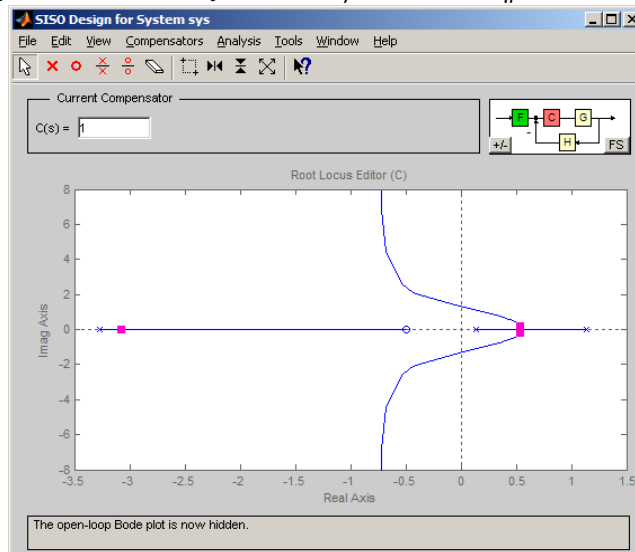 SISO Design for System sys
File Edit View Compensators Analysis Tools Window Help
Current Compensator
C(s) = 1
F C G
H
+/- FS
Root Locus Editor (C)
Imag Axis
8
6
4
2
0
-2
-4
-6
-8
-3.5 -3 -2.5 -2 -1.5 -1 -0.5 0 0.5 1 1.5
Real Axis
The open-loop Bode plot is now hidden.